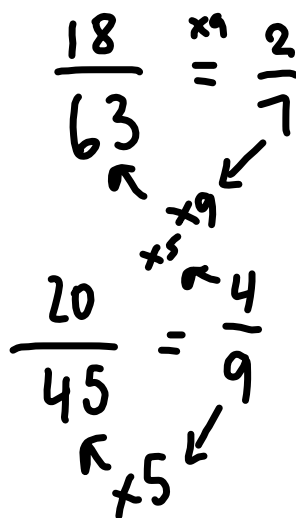 18 ×9 2
— = —
63 7
×9
×5
20 4
— = —
45 9
×5